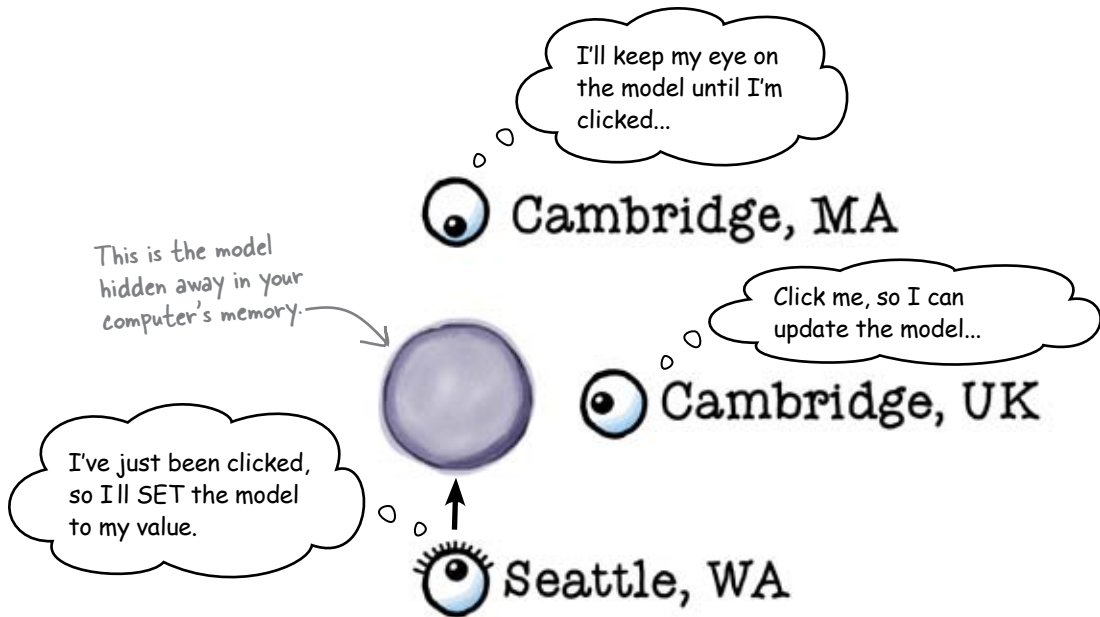 I'll keep my eye on
the model until I'm
clicked...
Cambridge, MA
This is the model
hidden away in your
computer's memory.
Click me, so I can
update the model...
Cambridge, UK
I've just been clicked,
so I ll SET the model
to my value.
Seattle, WA